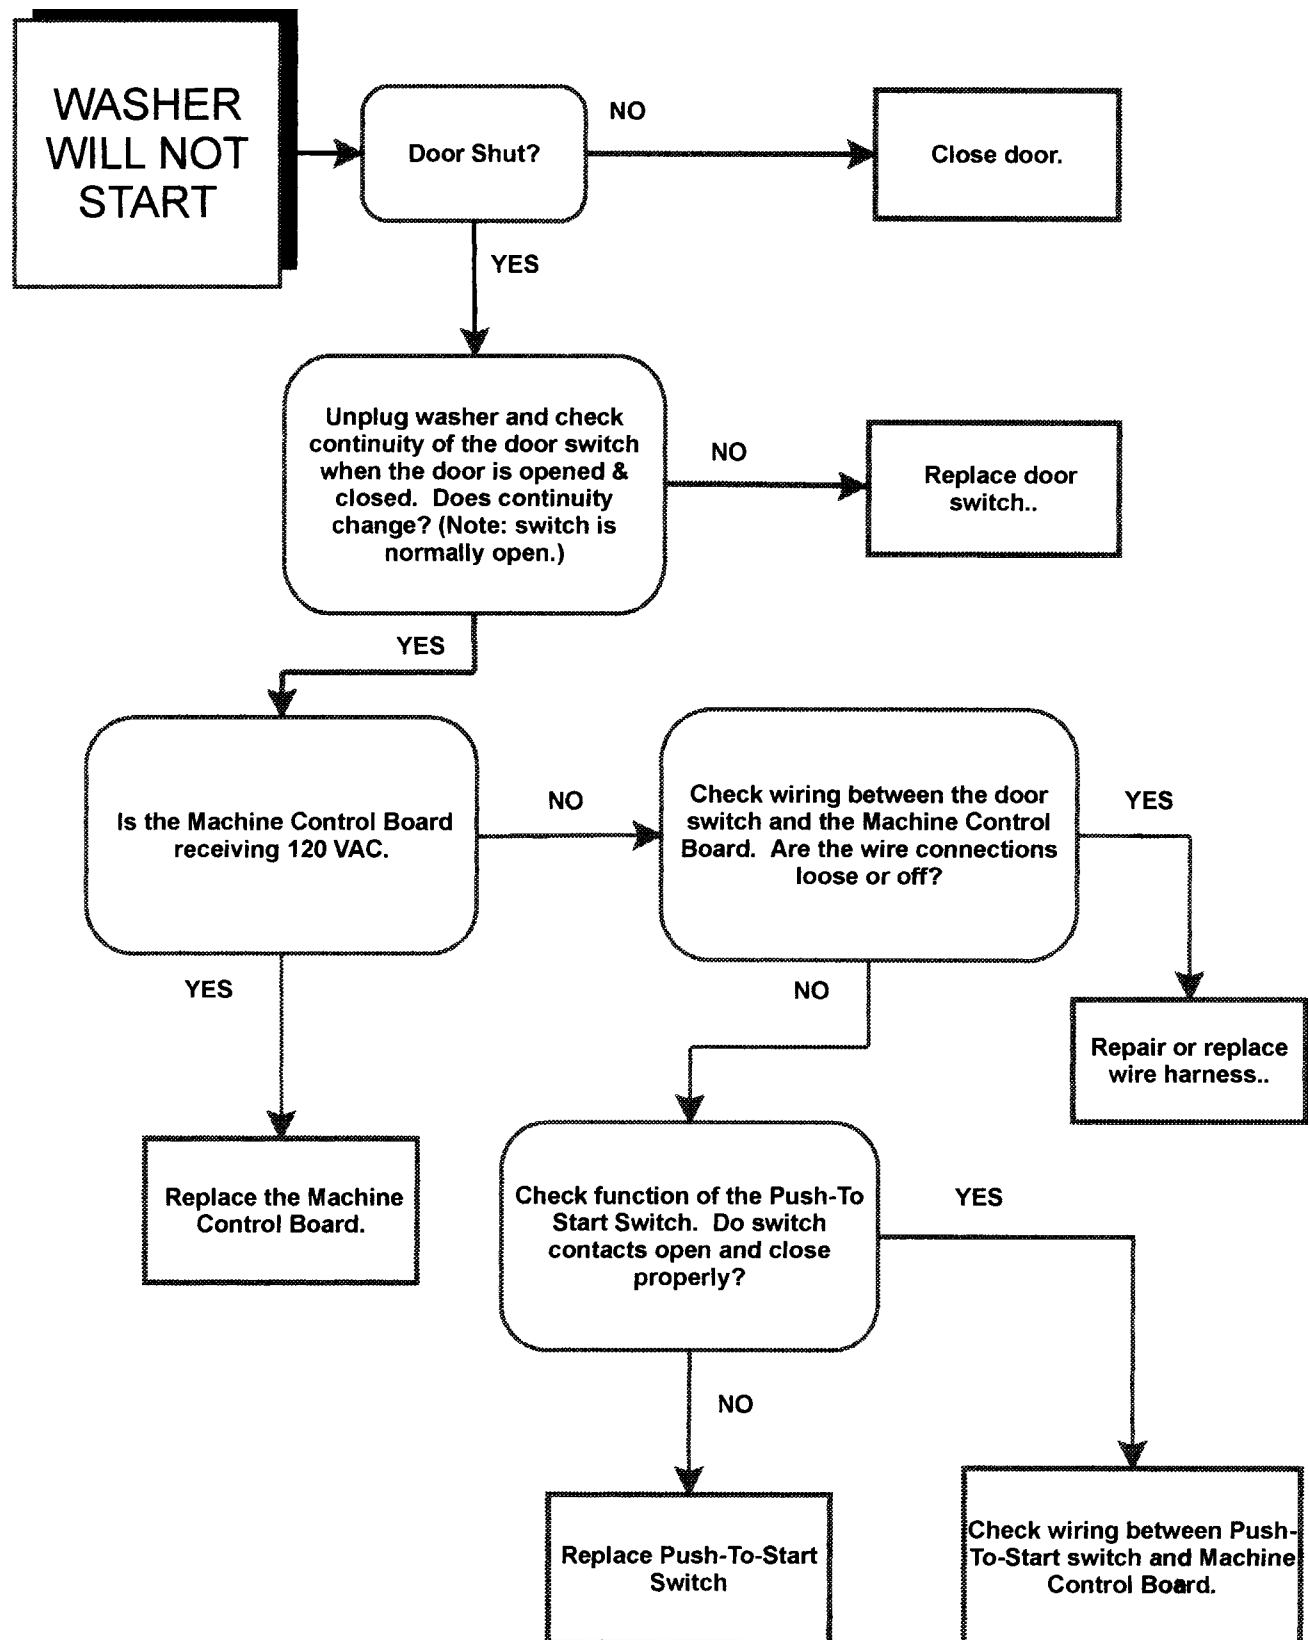 WASHER
WILL NOT
START
Door Shut?
NO
Close door.
YES
Unplug washer and check
continuity of the door switch
when the door is opened &
closed.  Does continuity
change? (Note: switch is
normally open.)
NO
Replace door
switch..
YES
Is the Machine Control Board
receiving 120 VAC.
NO
Check wiring between the door
switch and the Machine Control
Board.  Are the wire connections
loose or off?
YES
YES
NO
Repair or replace
wire harness..
Replace the Machine
Control Board.
Check function of the Push-To
Start Switch.  Do switch
contacts open and close
properly?
YES
NO
Replace Push-To-Start
Switch
Check wiring between Push-
To-Start switch and Machine
Control Board.